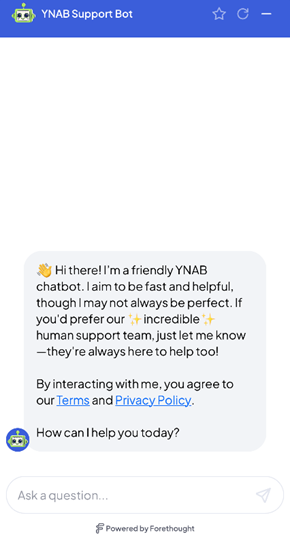 YNAB Support Bot
👋 Hi there! I'm a friendly YNAB
chatbot. I aim to be fast and helpful,
though I may not always be perfect. If
you'd prefer our ✨incredible✨
human support team, just let me know
—they're always here to help too!
By interacting with me, you agree to
our Terms and Privacy Policy.
How can I help you today?
Ask a question...
Powered by Forethought